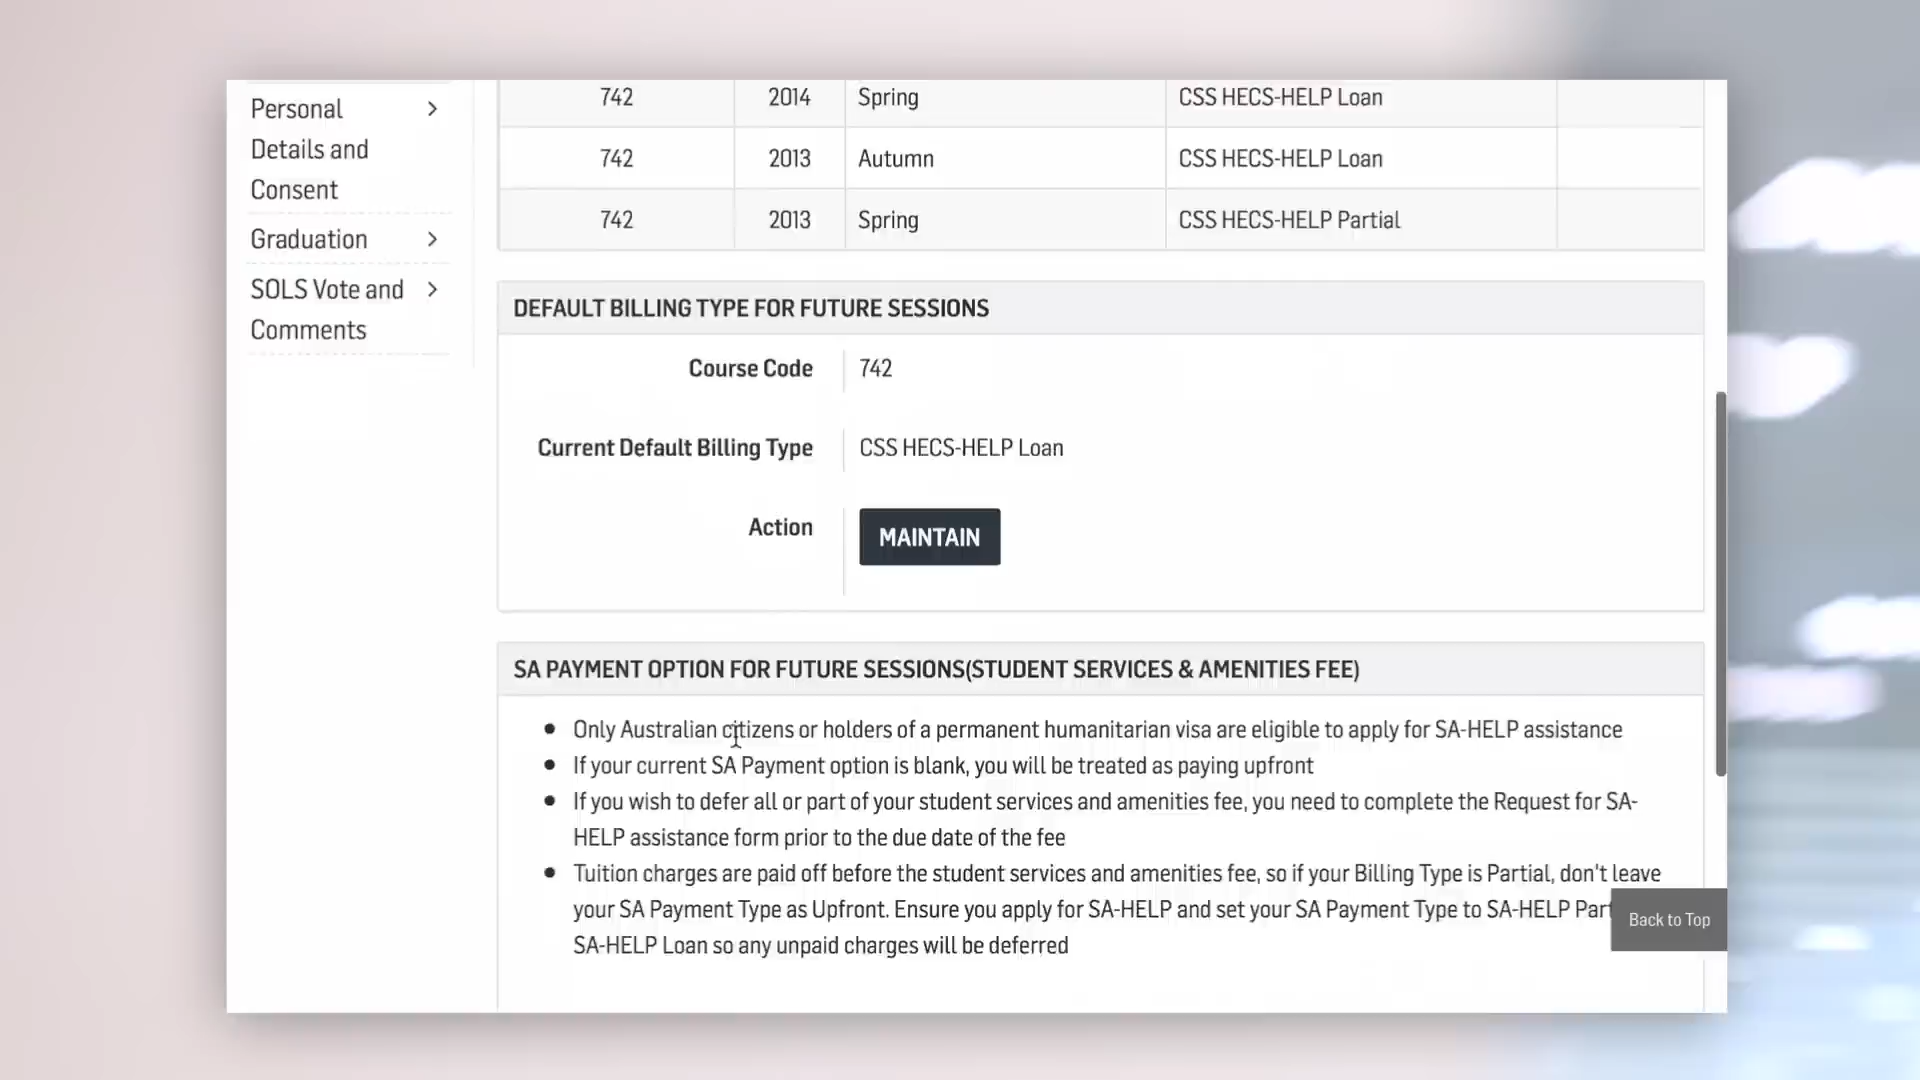 Personal
Details and
Consent
Graduation
SOLS Vote and
Comments
742 2014 Spring CSS HECS-HELP Loan
742 2013 Autumn CSS HECS-HELP Loan
742 2013 Spring CSS HECS-HELP Partial
DEFAULT BILLING TYPE FOR FUTURE SESSIONS
Course Code 742
Current Default Billing Type CSS HECS-HELP Loan
Action MAINTAIN
SA PAYMENT OPTION FOR FUTURE SESSIONS(STUDENT SERVICES & AMENITIES FEE)
Only Australian citizens or holders of a permanent humanitarian visa are eligible to apply for SA-HELP assistance
If your current SA Payment option is blank, you will be treated as paying upfront
If you wish to defer all or part of your student services and amenities fee, you need to complete the Request for SA-
HELP assistance form prior to the due date of the fee
Tuition charges are paid off before the student services and amenities fee, so if your Billing Type is Partial, don't leave
your SA Payment Type as Upfront. Ensure you apply for SA-HELP and set your SA Payment Type to SA-HELP
SA-HELP Loan so any unpaid charges will be deferred
Back to Top